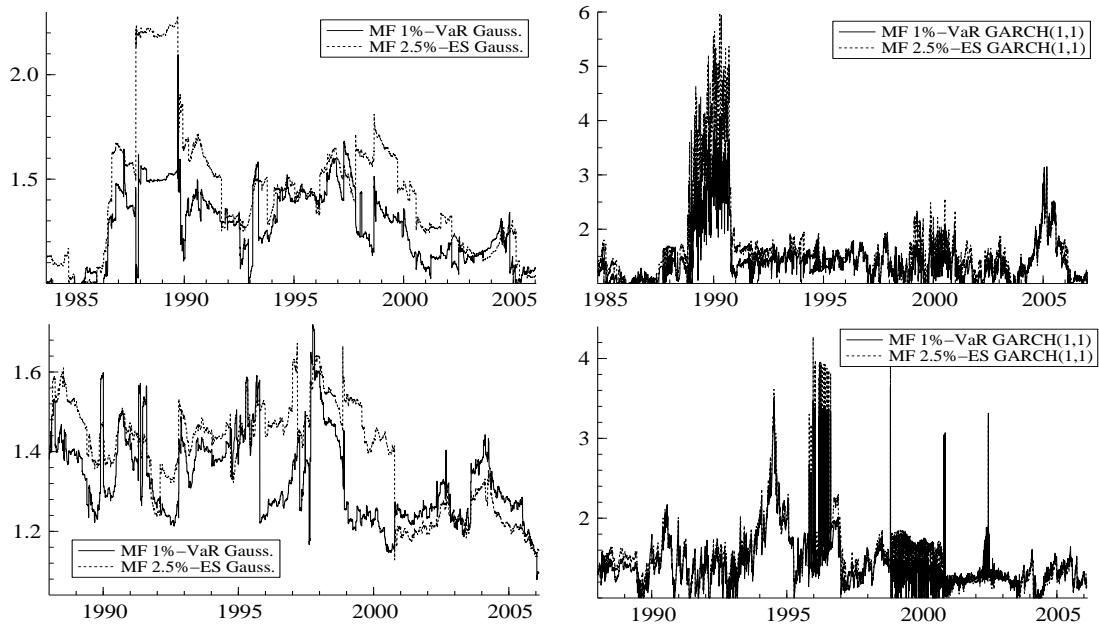 MF 1%−VaR Gauss.
MF 2.5%−ES Gauss.
2.0
1.5
1985 1990 1995 2000 2005
MF 1%−VaR GARCH(1,1)
MF 2.5%−ES GARCH(1,1)
6
5
4
3
2
1985 1990 1995 2000 2005
1.6
1.4
1.2
MF 1%−VaR Gauss.
MF 2.5%−ES Gauss.
1990 1995 2000 2005
MF 1%−VaR GARCH(1,1)
MF 2.5%−ES GARCH(1,1)
4
3
2
1990 1995 2000 2005